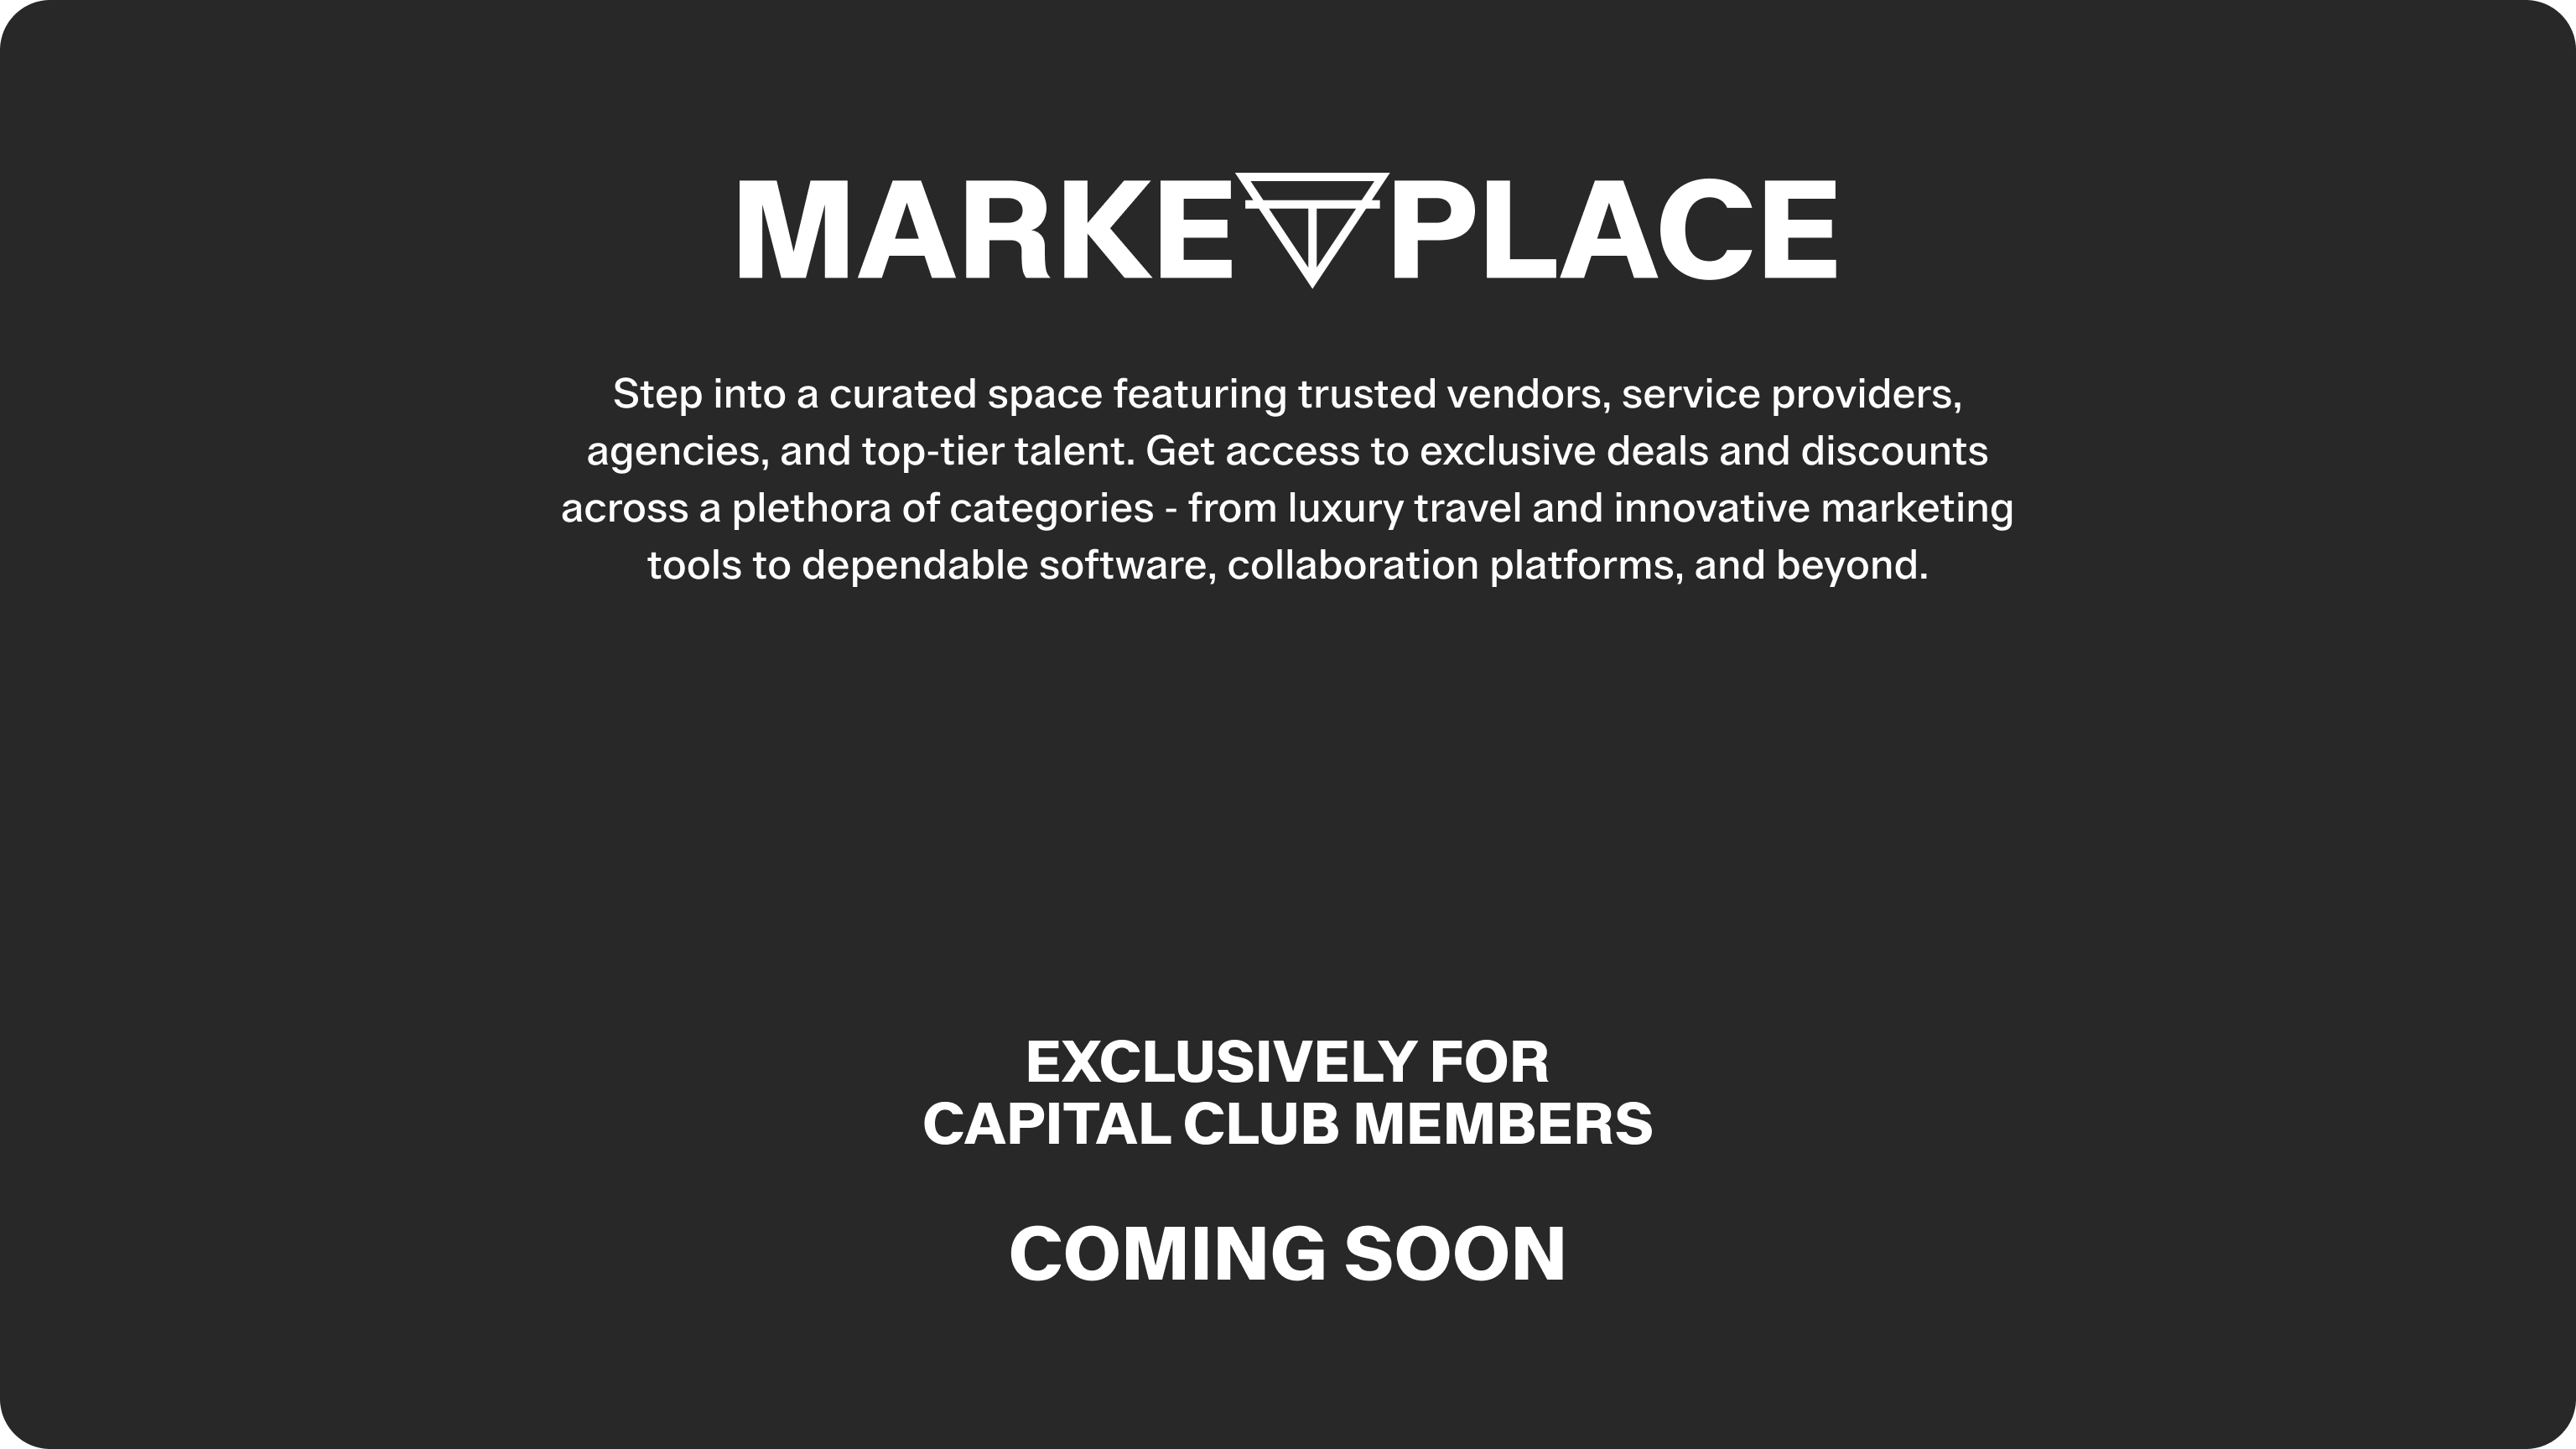 MARKETPLACE
Step into a curated space featuring trusted vendors, service providers,
agencies, and top-tier talent. Get access to exclusive deals and discounts
across a plethora of categories - from luxury travel and innovative marketing
tools to dependable software, collaboration platforms, and beyond.
EXCLUSIVELY FOR
CAPITAL CLUB MEMBERS
COMING SOON